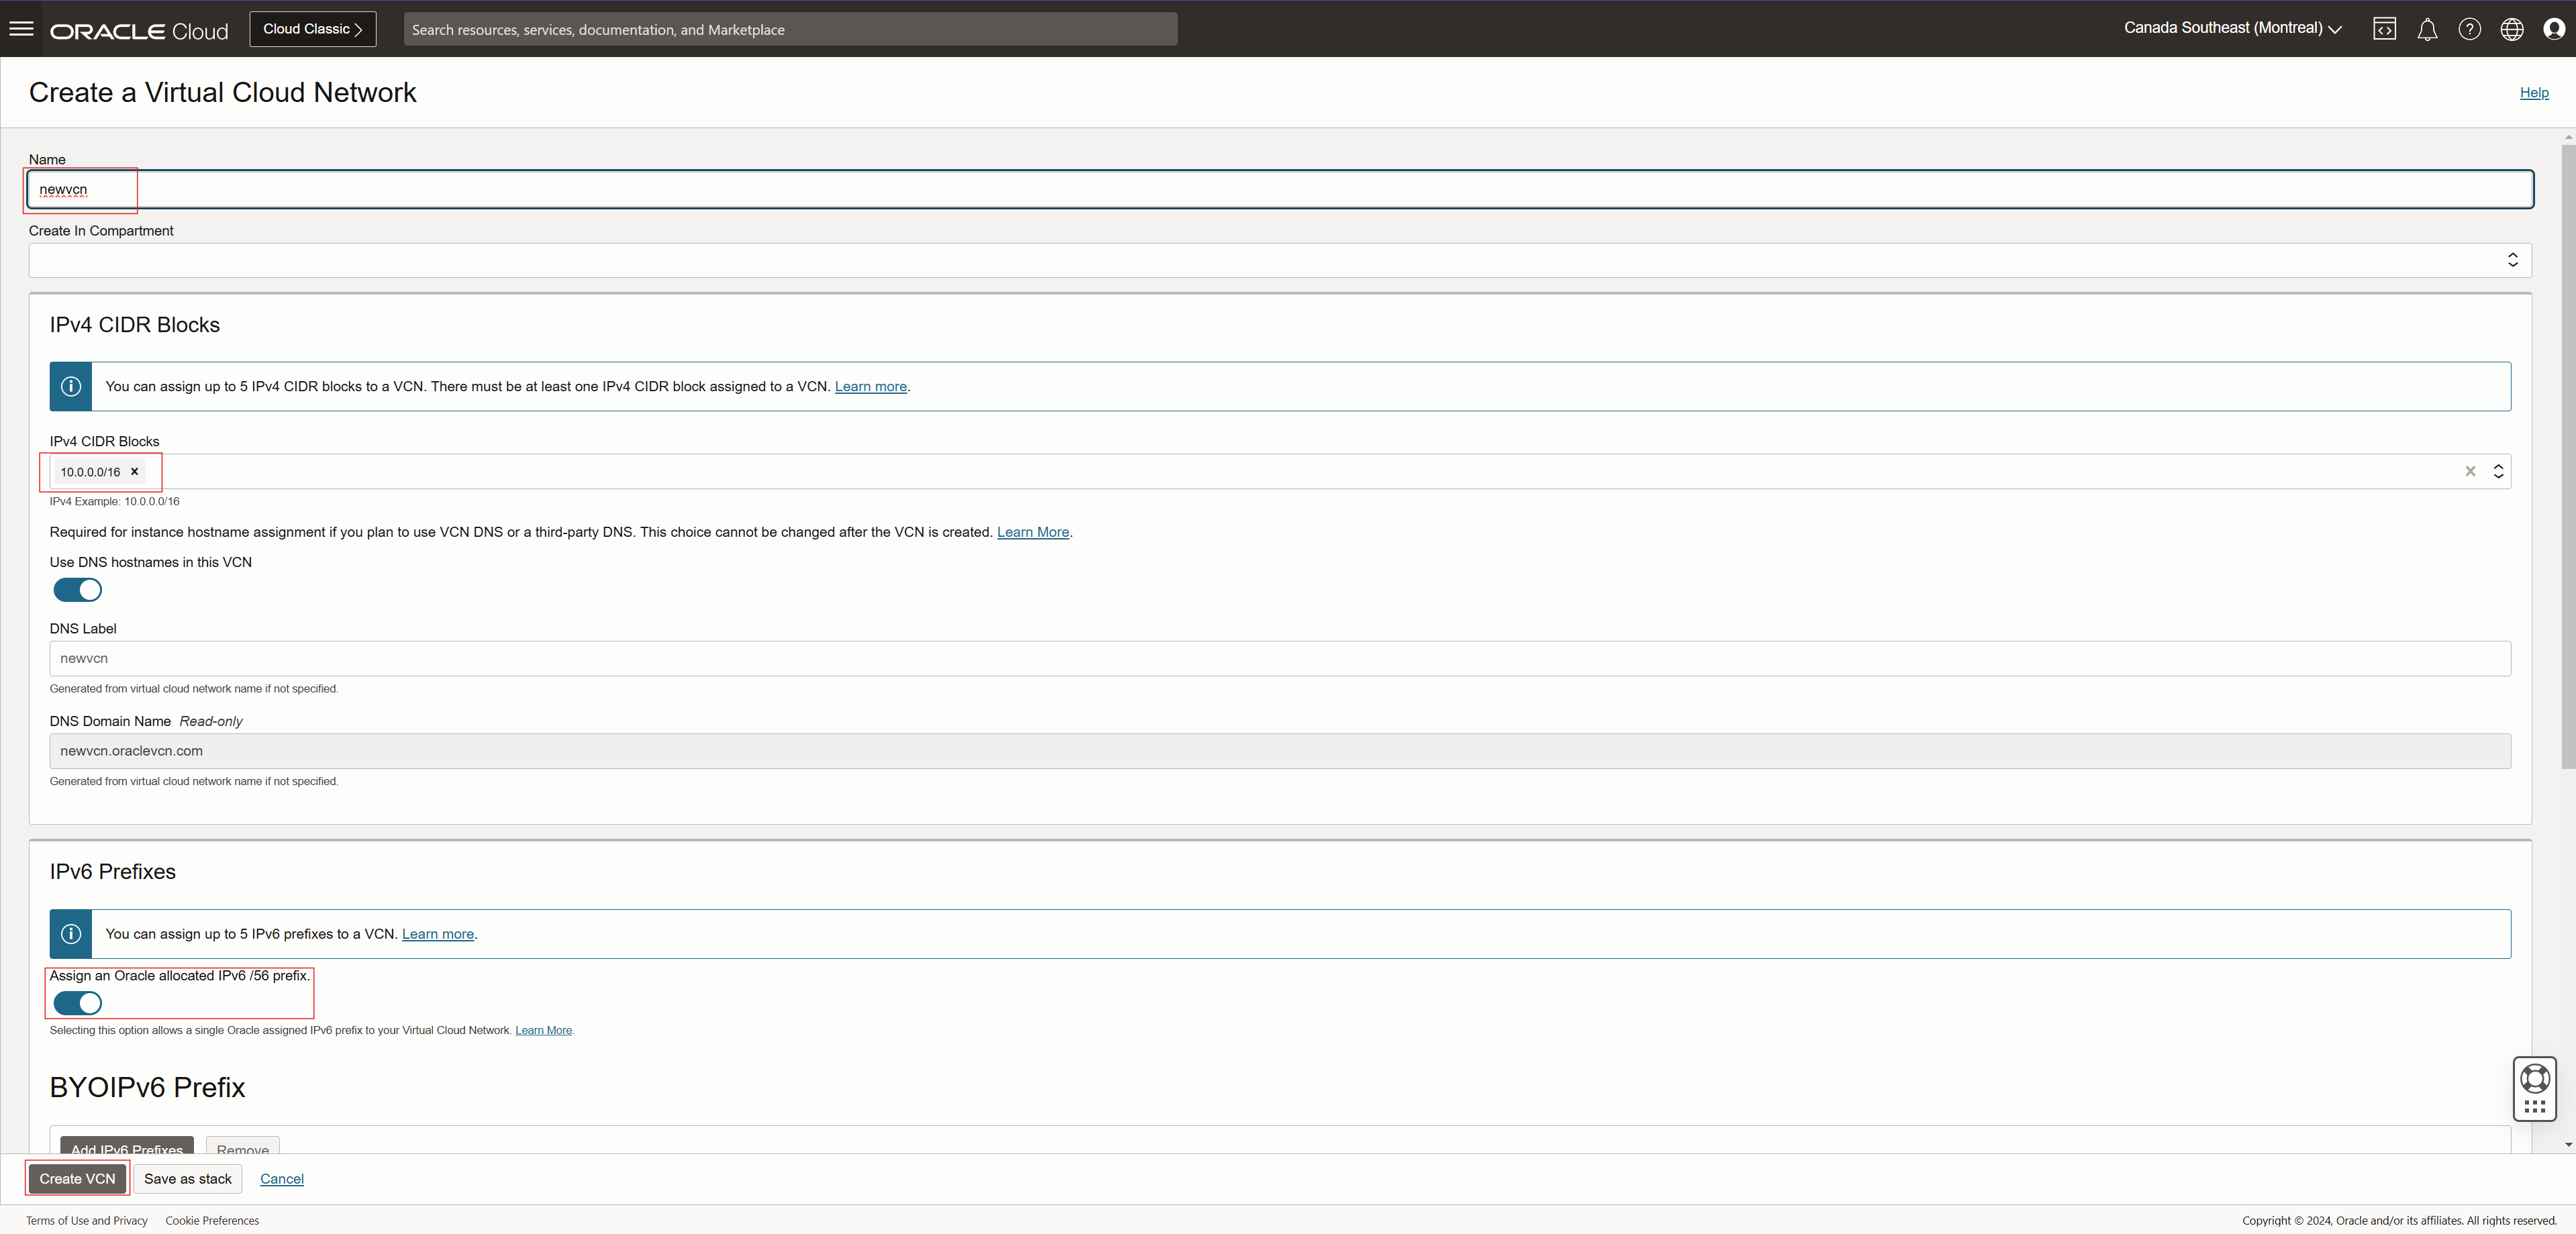 ORACLE Cloud
Cloud Classic
Search resources, services, documentation, and Marketplace
Canada Southeast (Montreal)
Create a Virtual Cloud Network
Help
Name
newvcn
Create In Compartment
IPv4 CIDR Blocks
You can assign up to 5 IPv4 CIDR blocks to a VCN. There must be at least one IPv4 CIDR block assigned to a VCN. Learn more.
IPv4 CIDR Blocks
10.0.0.0/16
IPv4 Example: 10.0.0.0/16
Required for instance hostname assignment if you plan to use VCN DNS or a third-party DNS. This choice cannot be changed after the VCN is created. Learn More.
Use DNS hostnames in this VCN
DNS Label
newvcn
Generated from virtual cloud network name if not specified.
DNS Domain Name Read-only
newvcn.oraclevcn.com
Generated from virtual cloud network name if not specified.
IPv6 Prefixes
You can assign up to 5 IPv6 prefixes to a VCN. Learn more.
Assign an Oracle allocated IPv6 /56 prefix.
Selecting this option allows a single Oracle assigned IPv6 prefix to your Virtual Cloud Network. Learn More.
BYOIPv6 Prefix
Add IPv6 Prefixes Remove
Create VCN Save as stack Cancel
Terms of Use and Privacy Cookie Preferences
Copyright © 2024, Oracle and/or its affiliates. All rights reserved.